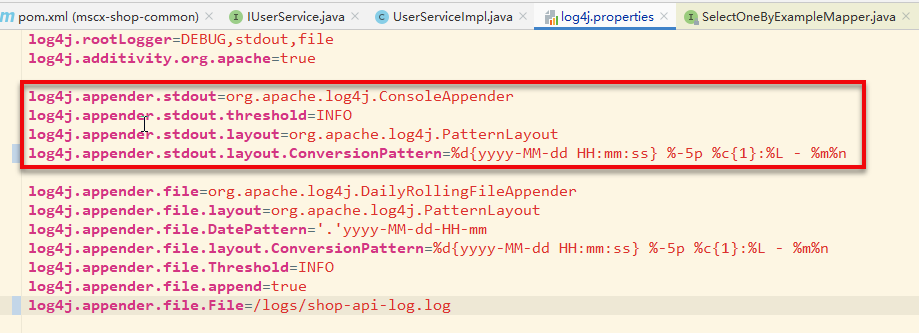 pom.xml (mscx-shop-common)
IUserService.java
UserServiceImpl.java
log4j.properties
SelectOneByExampleMapper.java
log4j.rootLogger=DEBUG,stdout,file
log4j.additivity.org.apache=true
log4j.appender.stdout=org.apache.log4j.ConsoleAppender
log4j.appender.stdout.threshold=INFO
log4j.appender.stdout.layout=org.apache.log4j.PatternLayout
log4j.appender.stdout.layout.ConversionPattern=%d{yyyy-MM-dd HH:mm:ss} %-5p %c{1}:%L - %m%n
log4j.appender.file=org.apache.log4j.DailyRollingFileAppender
log4j.appender.file.layout=org.apache.log4j.PatternLayout
log4j.appender.file.DatePattern='.'yyyy-MM-dd-HH-mm
log4j.appender.file.layout.ConversionPattern=%d{yyyy-MM-dd HH:mm:ss} %-5p %c{1}:%L - %m%n
log4j.appender.file.Threshold=INFO
log4j.appender.file.append=true
log4j.appender.file.File=/logs/shop-api-log.log